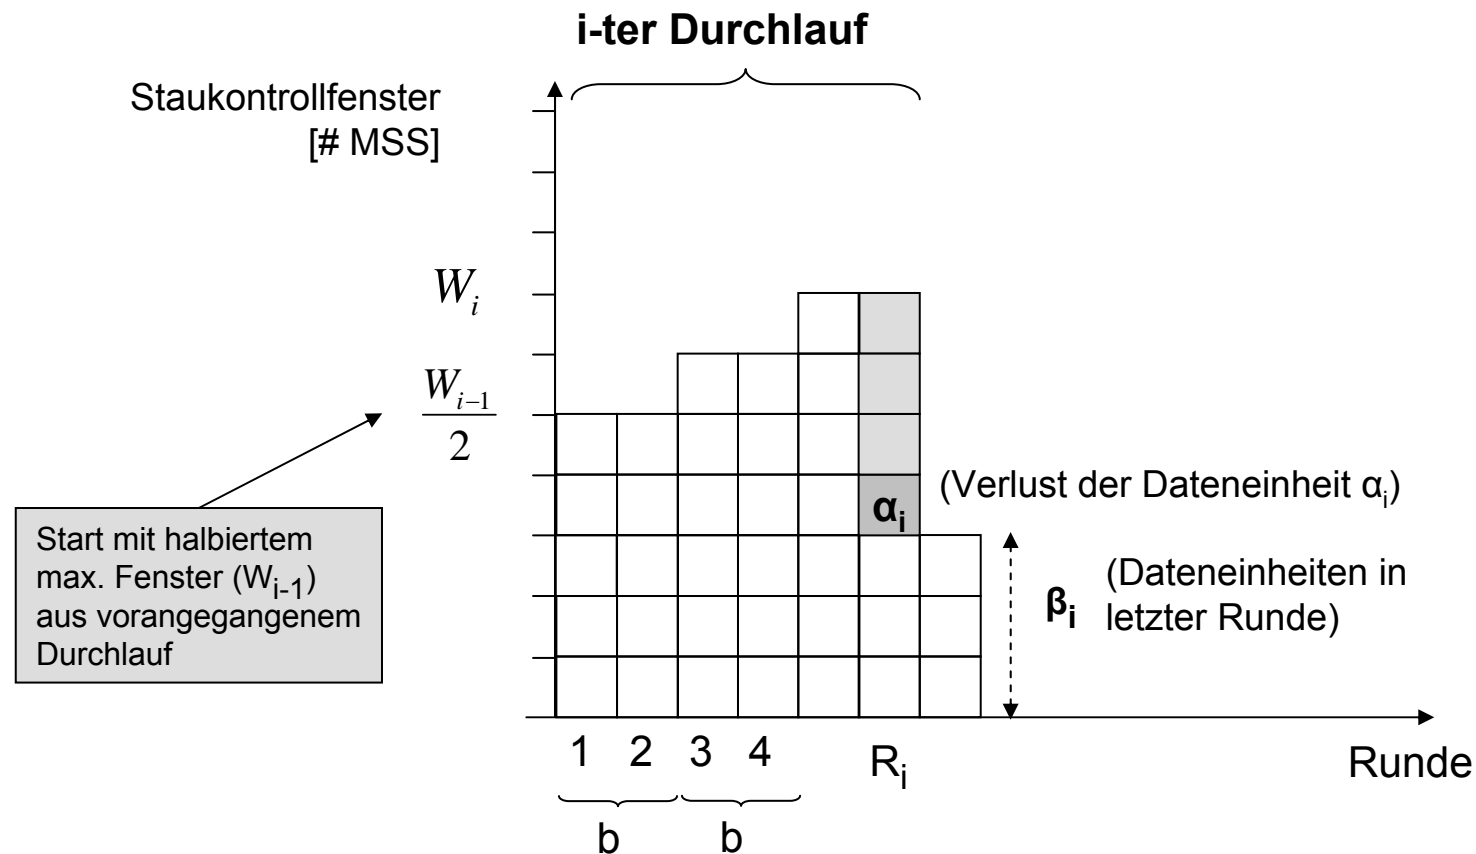 i-ter Durchlauf
Staukontrollfenster
[# MSS]
W_i
W_{i-1}
2
Start mit halbiertem
max. Fenster (W_{i-1})
aus vorangegangenem
Durchlauf
α_i
(Verlust der Dateneinheit α_i)
β_i
(Dateneinheiten in
letzter Runde)
1 2 3 4 R_i
Runde
b b